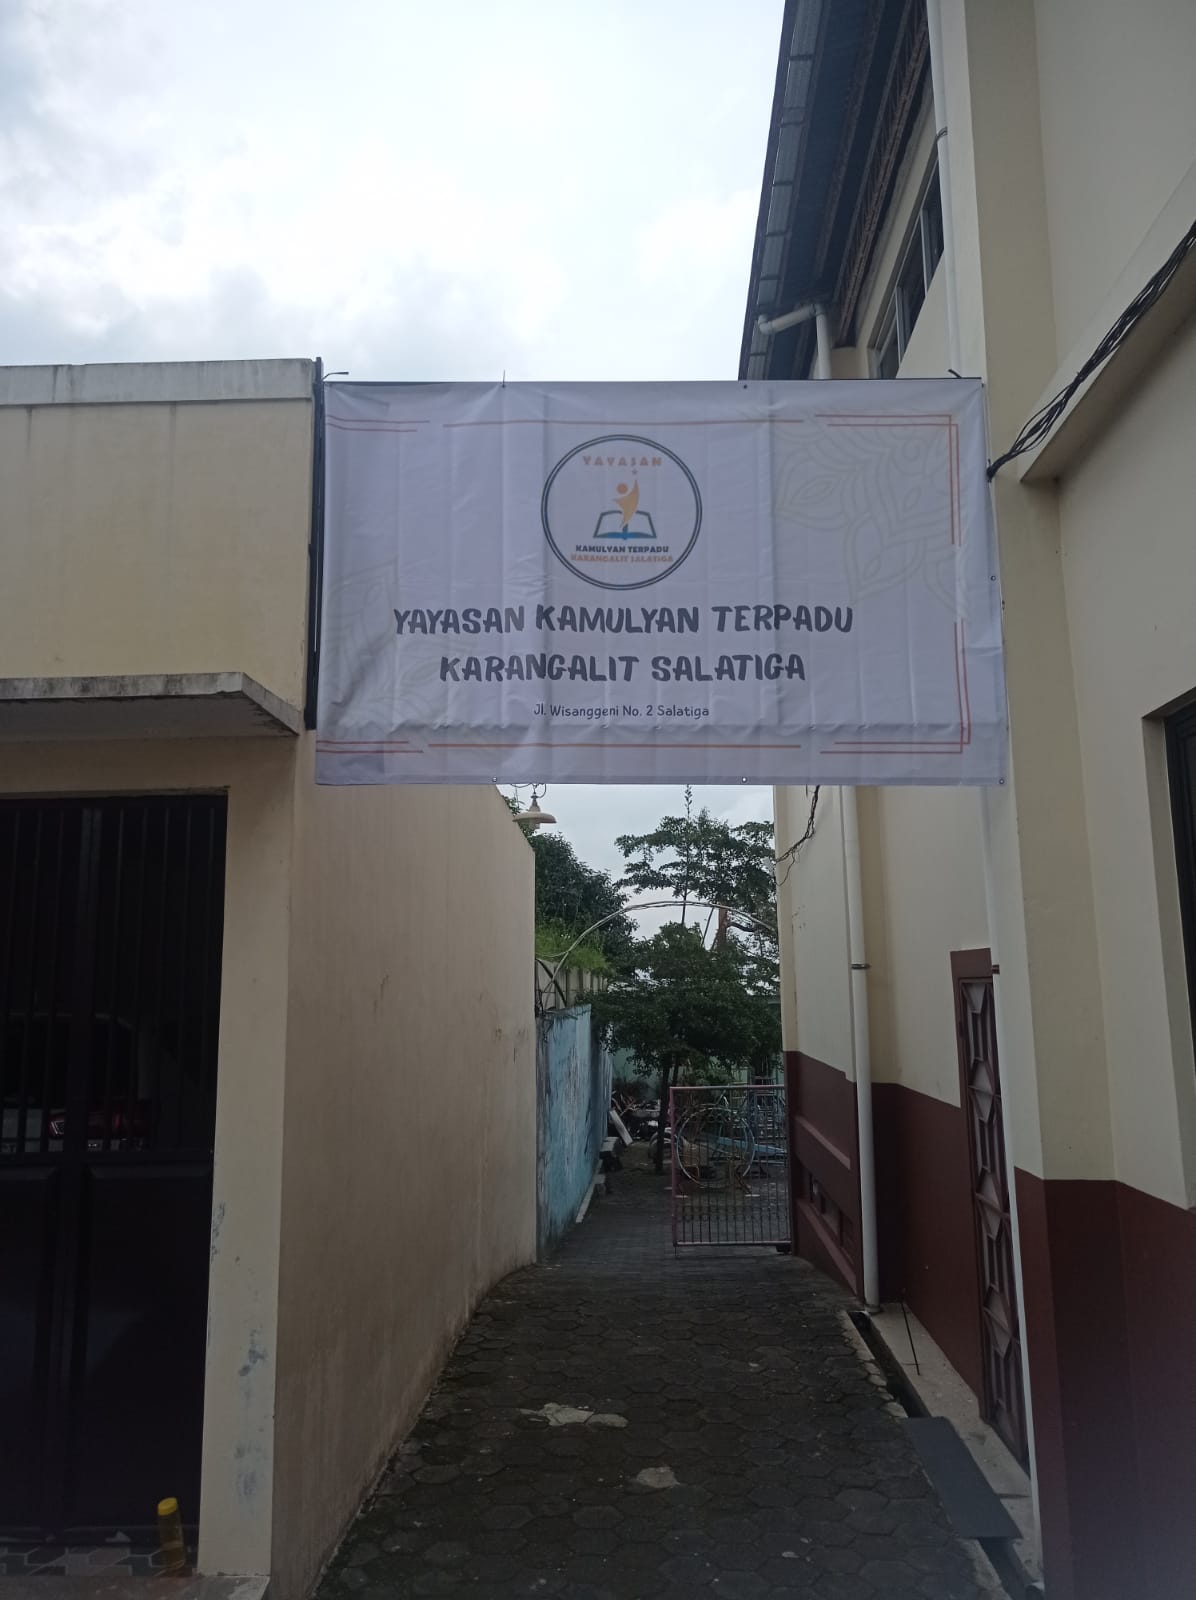 YAYASAN
KAMULYAN TERPADU
KARANGALIT SALATIGA
YAYASAN KAMULYAN TERPADU
KARANGALIT SALATIGA
Jl. Wisanggeni No. 2 Salatiga